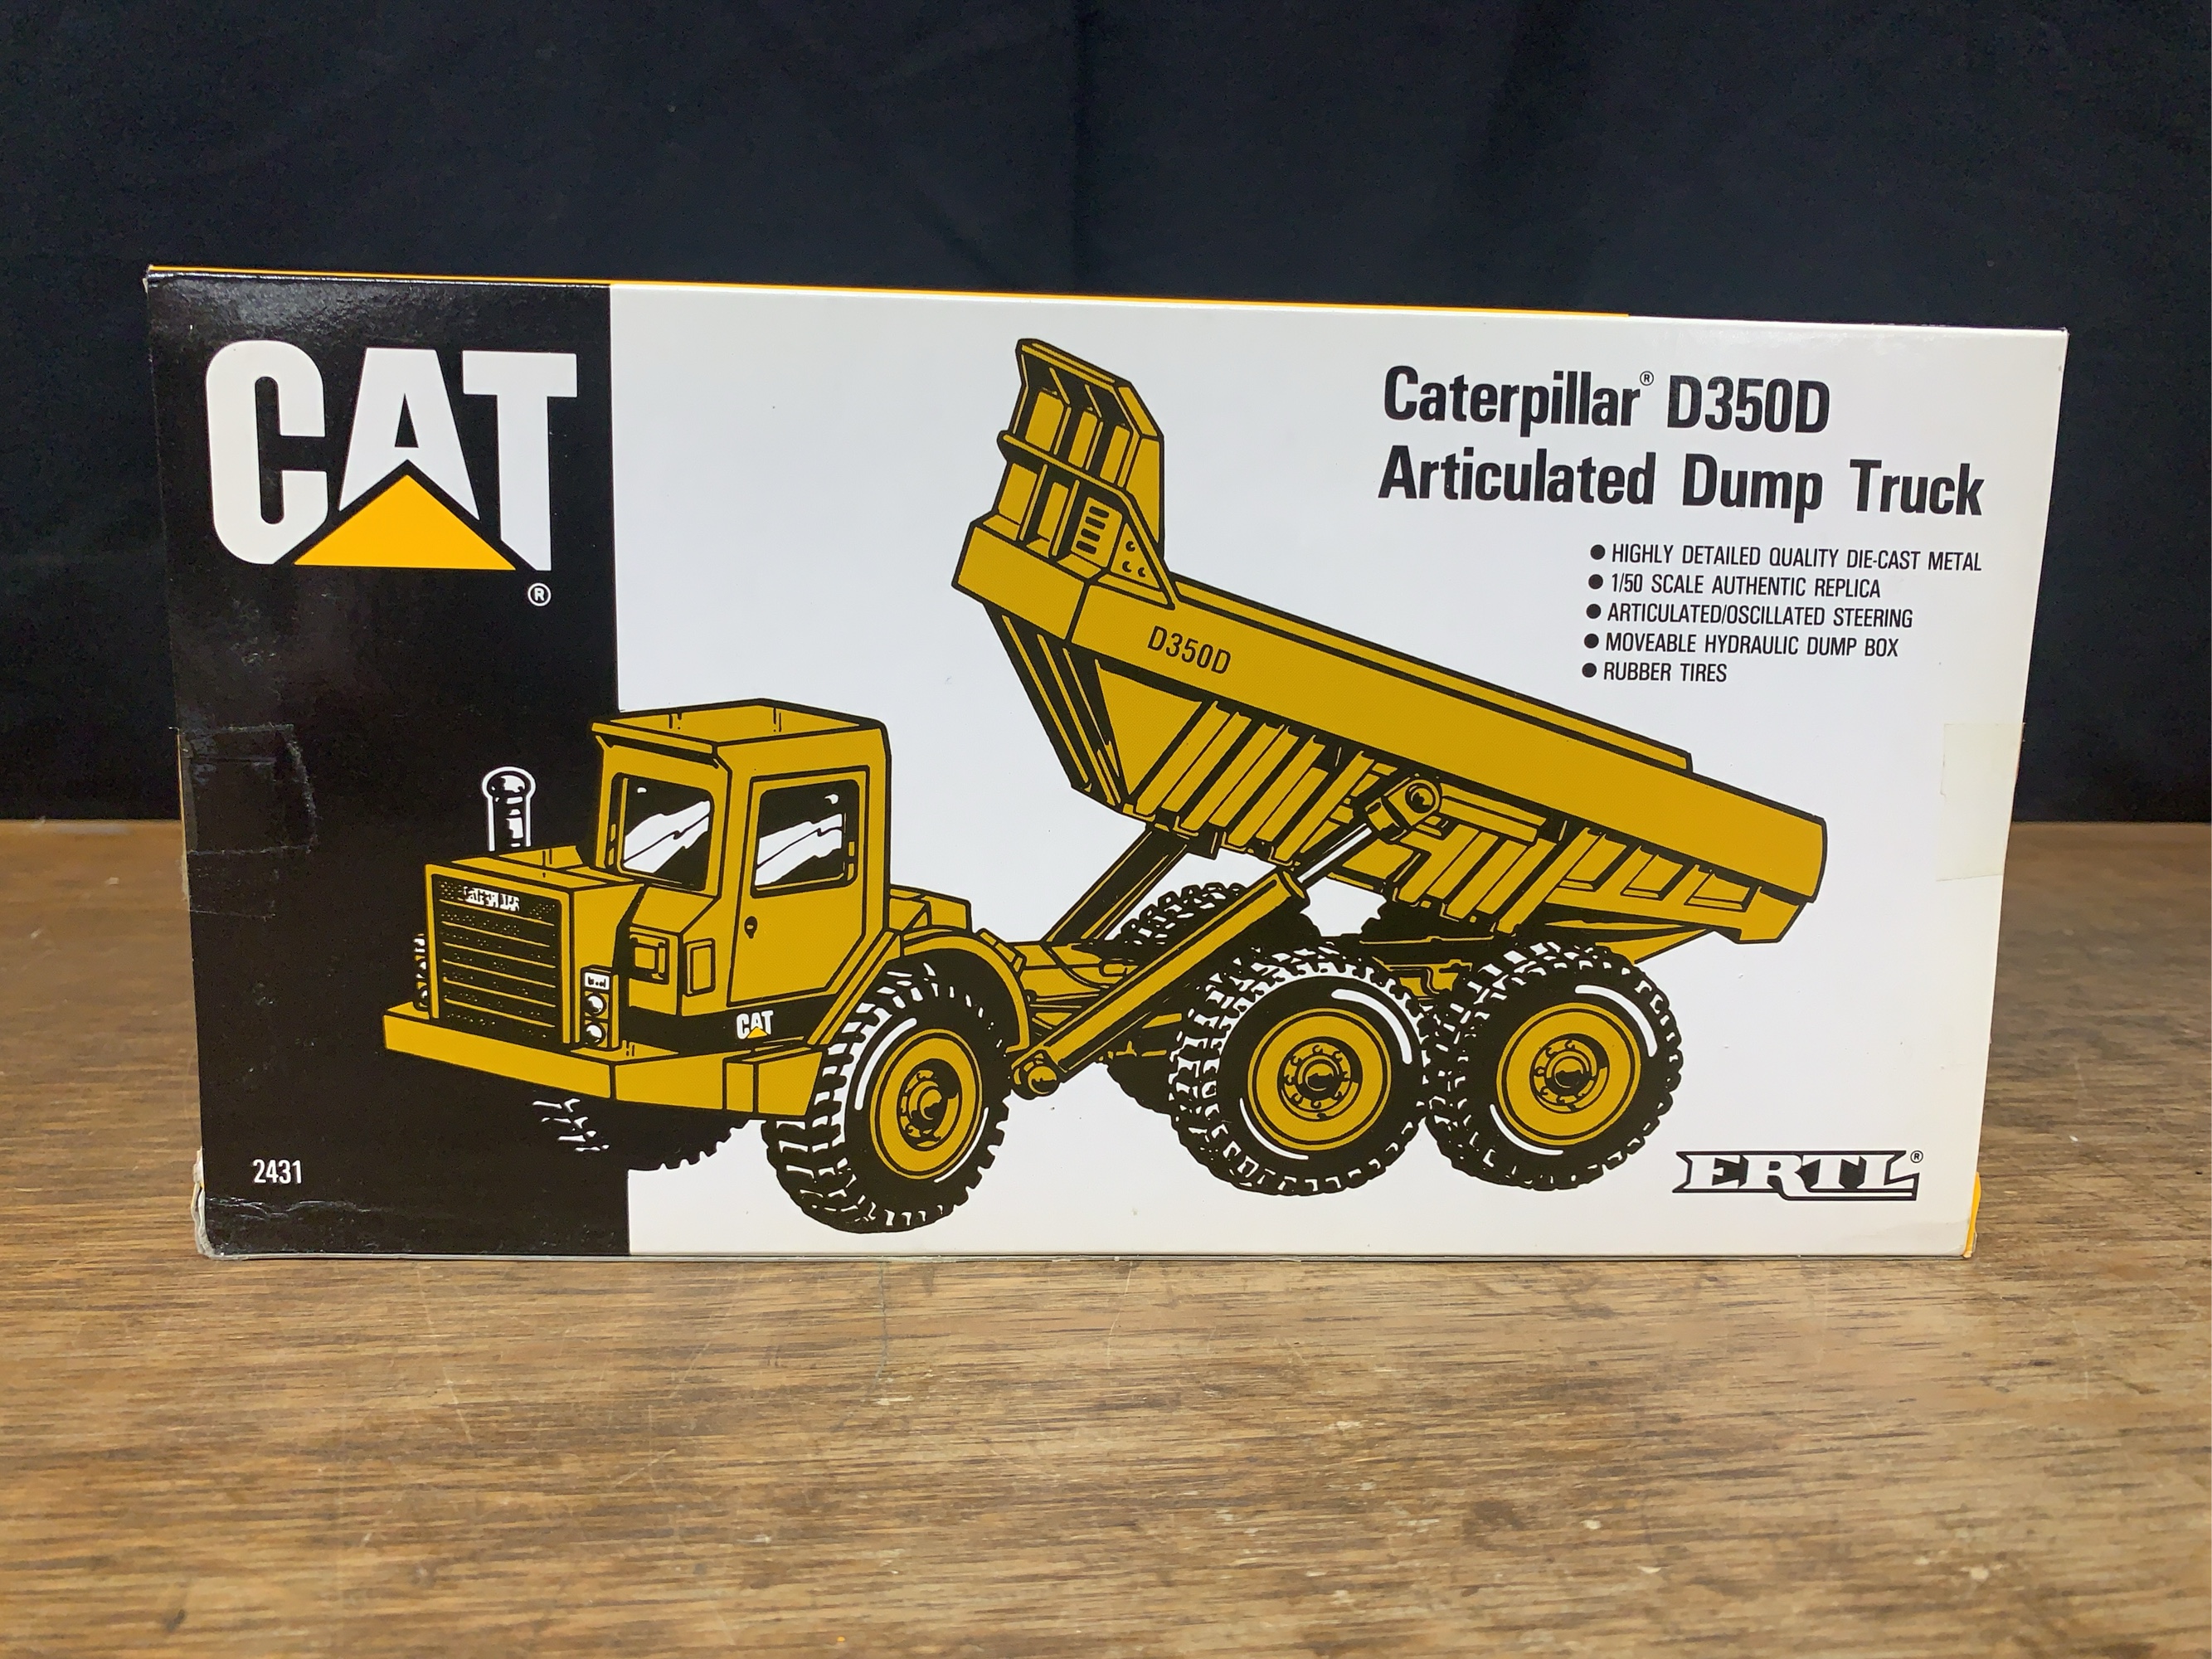 CAT®
Caterpillar® D350D
Articulated Dump Truck
● HIGHLY DETAILED QUALITY DIE-CAST METAL
● 1/50 SCALE AUTHENTIC REPLICA
● ARTICULATED/OSCILLATED STEERING
● MOVEABLE HYDRAULIC DUMP BOX
● RUBBER TIRES
D350D
CATERPILLAR
CAT
2431
ERTL®